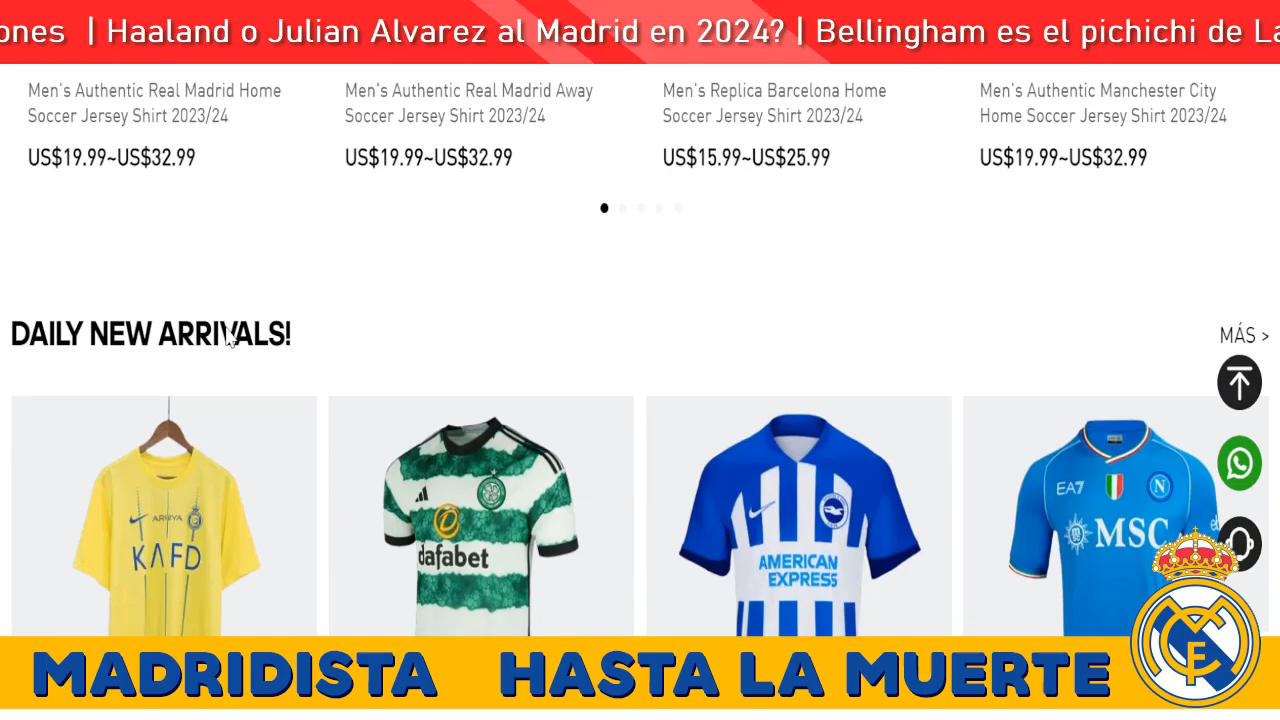 ones | Haaland o Julian Alvarez al Madrid en 2024? | Bellingham es el pichichi de La
Men's Authentic Real Madrid Home
Soccer Jersey Shirt 2023/24
US$19.99~US$32.99
Men's Authentic Real Madrid Away
Soccer Jersey Shirt 2023/24
US$19.99~US$32.99
Men's Replica Barcelona Home
Soccer Jersey Shirt 2023/24
US$15.99~US$25.99
Men's Authentic Manchester City
Home Soccer Jersey Shirt 2023/24
US$19.99~US$32.99
DAILY NEW ARRIVALS!
MÁS >
KAFD
dafabet
AMERICAN
EXPRESS
EA7
N
MSC
MADRIDISTA HASTA LA MUERTE